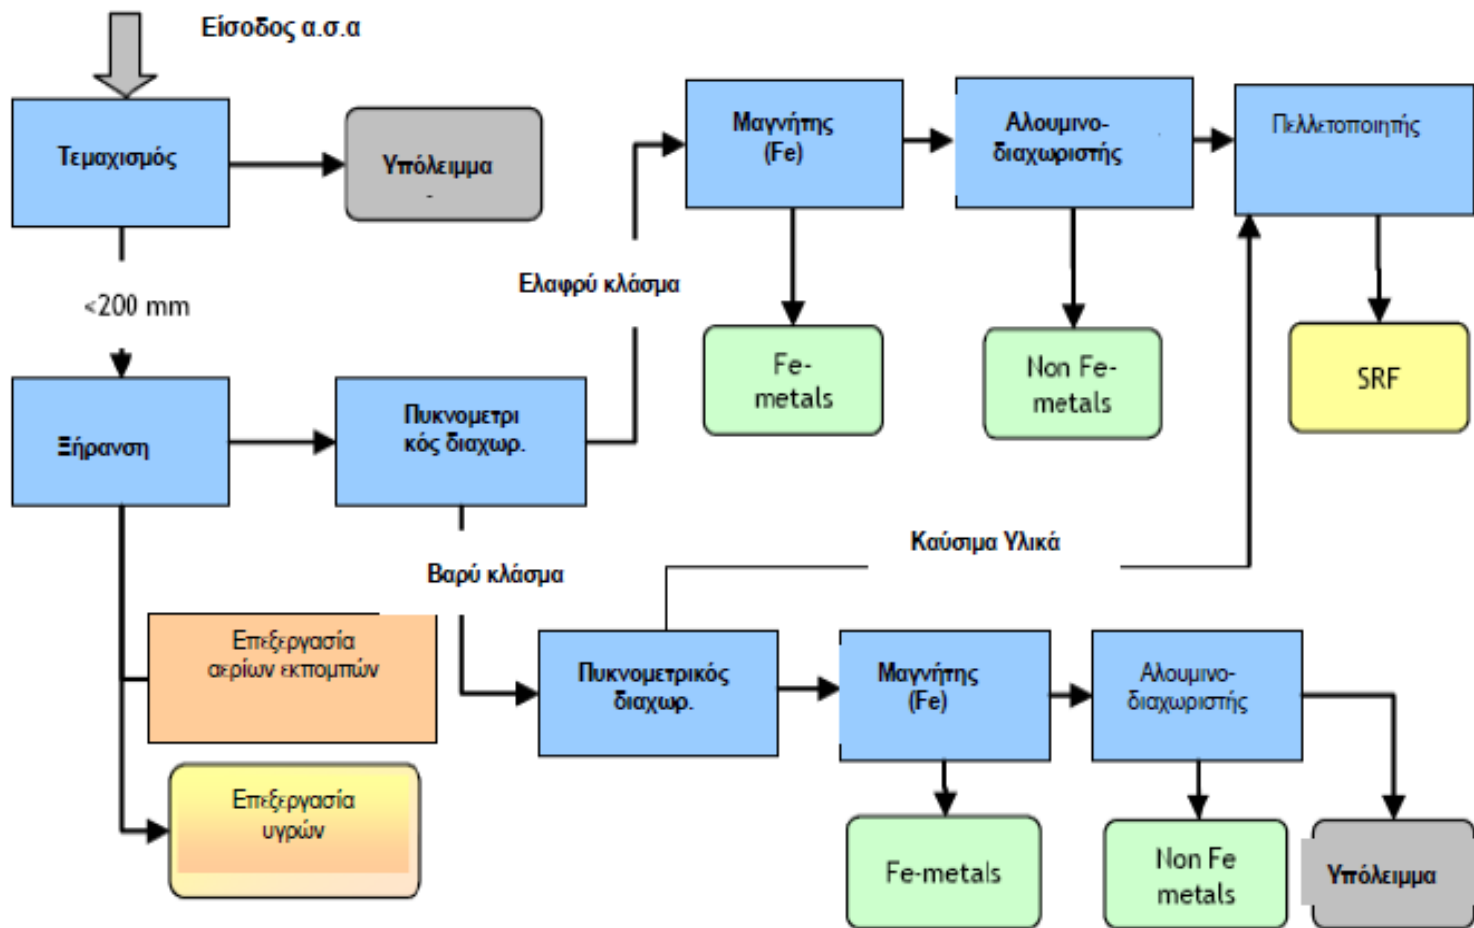 Είσοδος α.σ.α
Τεμαχισμός
Υπόλειμμα
-
Μαγνήτης
(Fe)
Αλουμινο-
διαχωριστής
Πελλετοποιητής
<200 mm
Ελαφρύ κλάσμα
Fe-
metals
Non Fe-
metals
SRF
Ξήρανση
Πυκνομετρι
κός διαχωρ.
Βαρύ κλάσμα
Καύσιμα Υλικά
Επεξεργασία
αερίων εκπομπών
Πυκνομετρικός
διαχωρ.
Μαγνήτης
(Fe)
Αλουμινο-
διαχωριστής
Επεξεργασία
υγρών
Fe-metals
Non Fe
metals
Υπόλειμμα